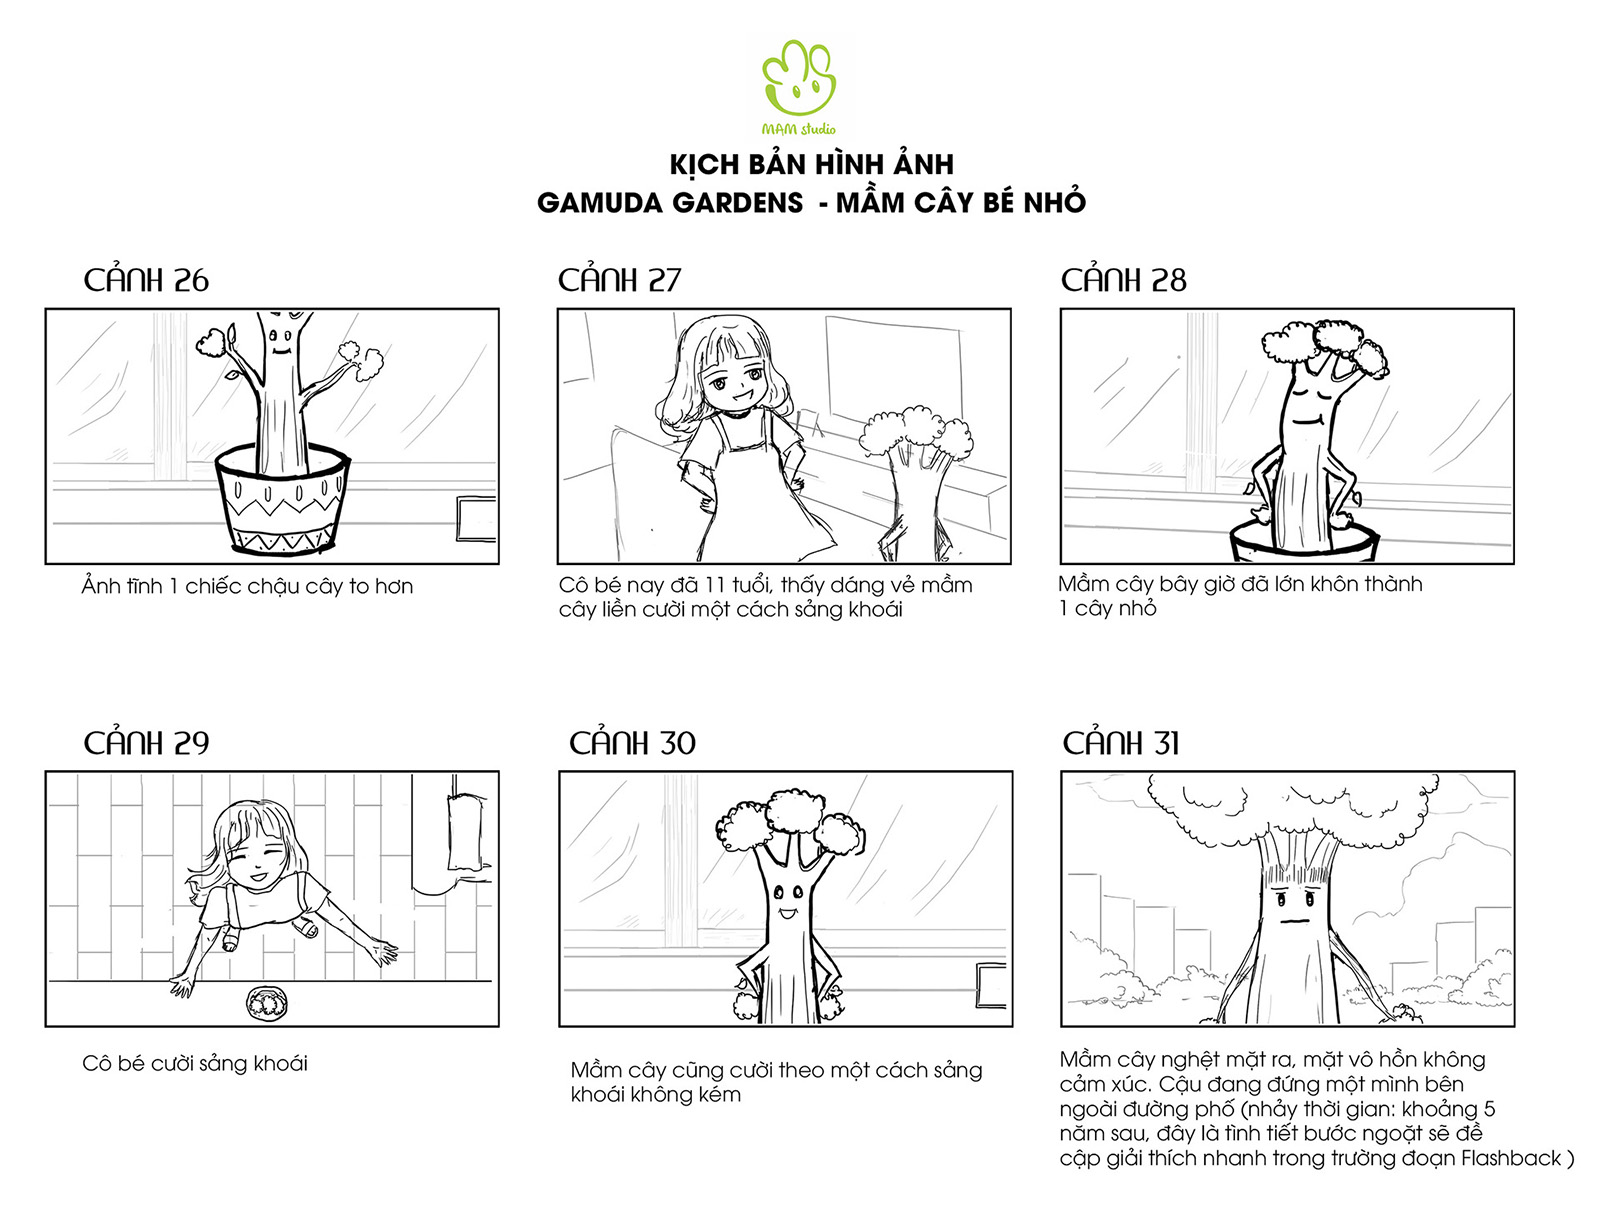 MAM studio
KỊCH BẢN HÌNH ẢNH
GAMUDA GARDENS - MẦM CÂY BÉ NHỎ
CẢNH 26
CẢNH 27
CẢNH 28
Ảnh tĩnh 1 chiếc chậu cây to hơn
Cô bé nay đã 11 tuổi, thấy dáng vẻ mầm
cây liền cười một cách sảng khoái
Mầm cây bây giờ đã lớn khôn thành
1 cây nhỏ
CẢNH 29
CẢNH 30
CẢNH 31
Cô bé cười sảng khoái
Mầm cây cũng cười theo một cách sảng
khoái không kém
Mầm cây nghệt mặt ra, mặt vô hồn không
cảm xúc. Cậu đang đứng một mình bên
ngoài đường phố (nhảy thời gian: khoảng 5
năm sau, đây là tình tiết bước ngoặt sẽ đề
cập giải thích nhanh trong trường đoạn Flashback )